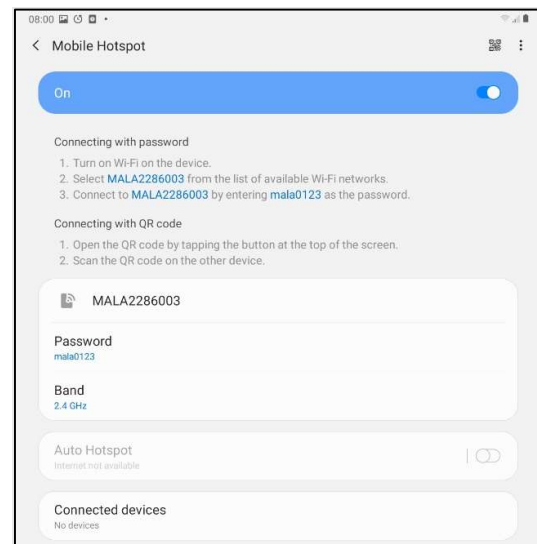 08:00
Mobile Hotspot
On
Connecting with password
1. Turn on Wi-Fi on the device.
2. Select MALA2286003 from the list of available Wi-Fi networks.
3. Connect to MALA2286003 by entering mala0123 as the password.
Connecting with QR code
1. Open the QR code by tapping the button at the top of the screen.
2. Scan the QR code on the other device.
MALA2286003
Password
mala0123
Band
2.4 GHz
Auto Hotspot
Internet not available
Connected devices
No devices